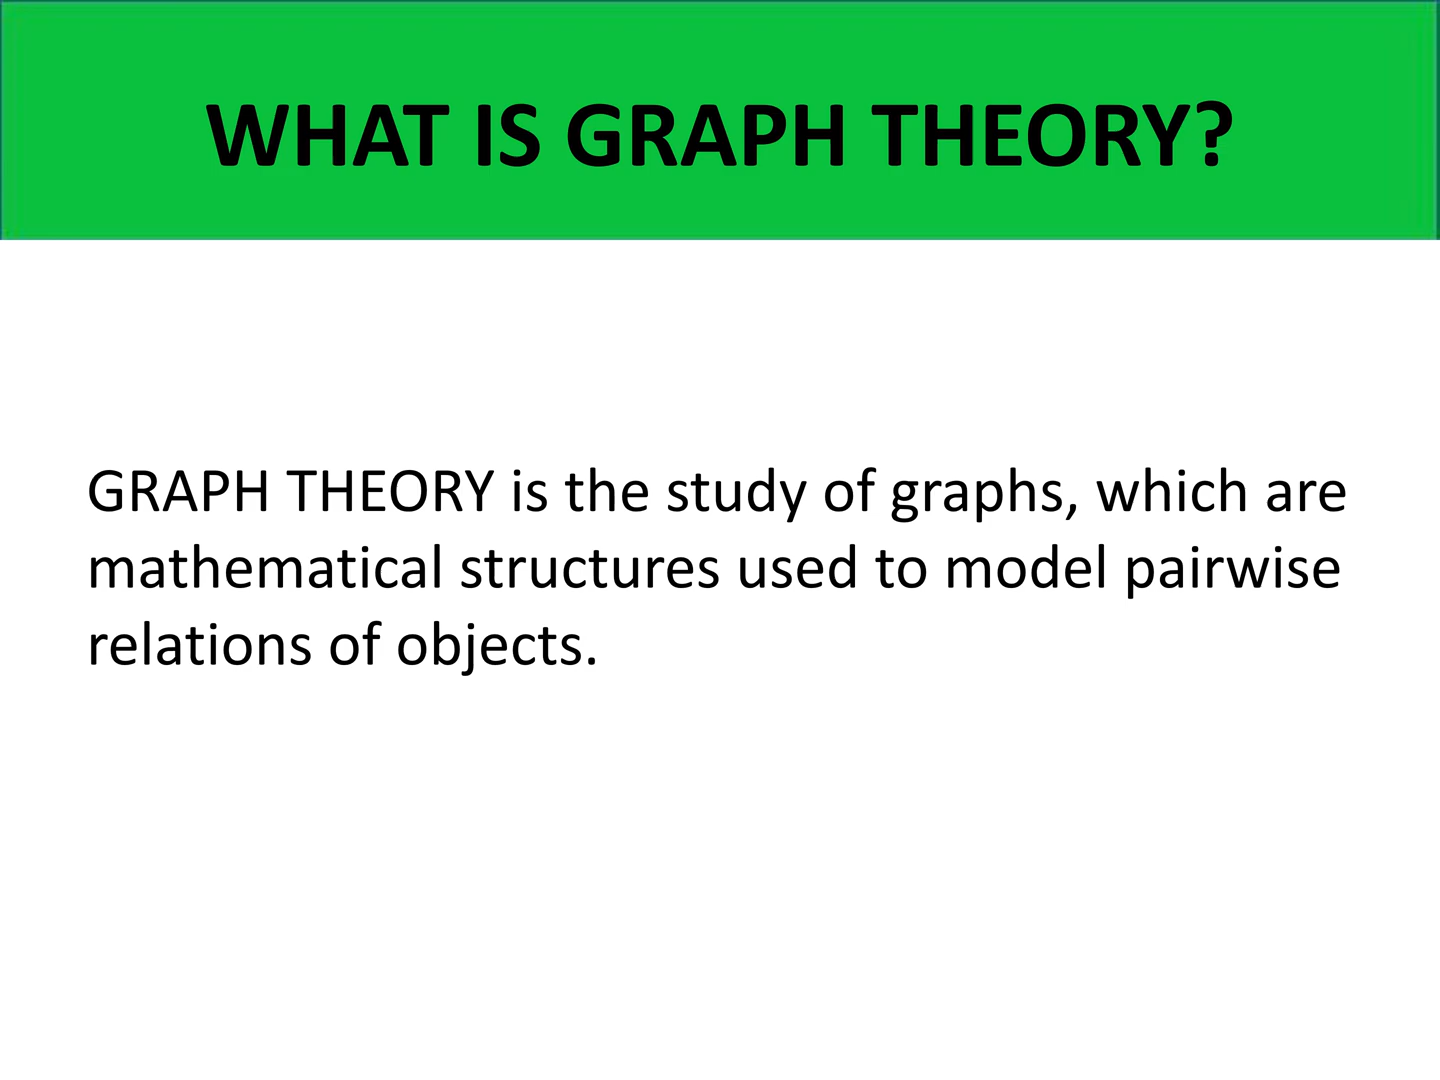 WHAT IS GRAPH THEORY?
GRAPH THEORY is the study of graphs, which are
mathematical structures used to model pairwise
relations of objects.